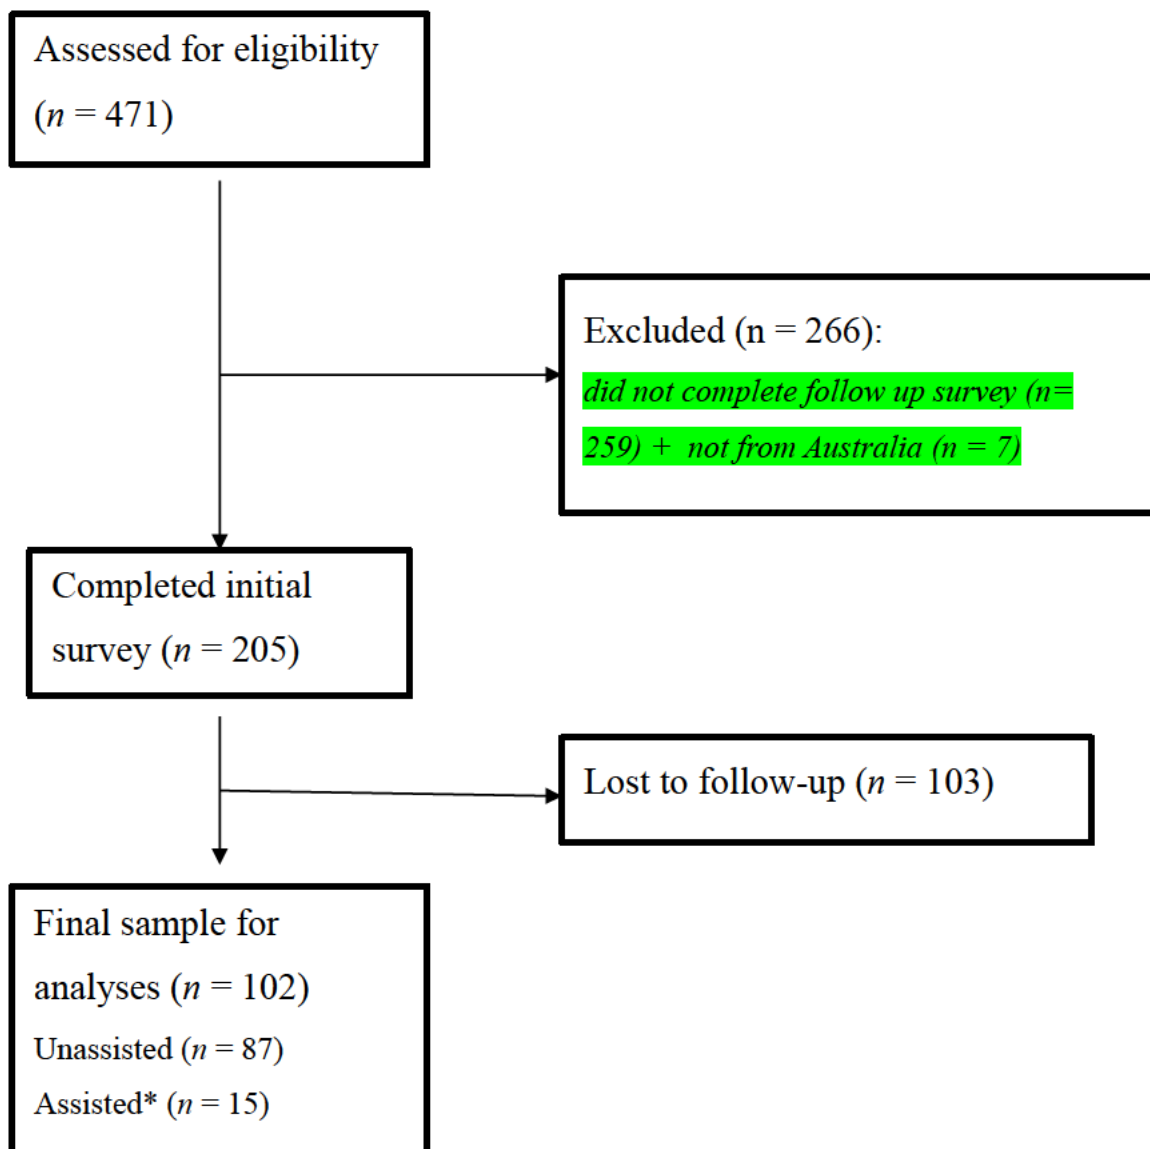 Assessed for eligibility
(n = 471)
Excluded (n = 266):
did not complete follow up survey (n=
259) +  not from Australia (n = 7)
Completed initial
survey (n = 205)
Lost to follow-up (n = 103)
Final sample for
analyses (n = 102)
Unassisted (n = 87)
Assisted* (n = 15)